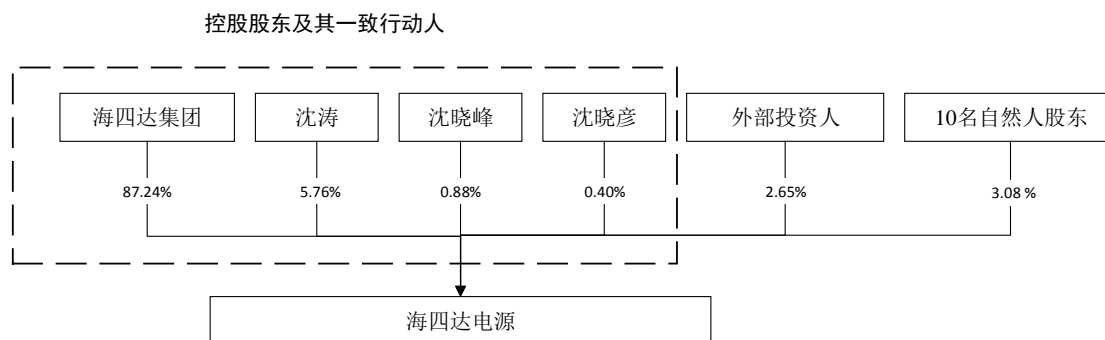 控股股东及其一致行动人
海四达集团
沈涛
沈晓峰
沈晓彦
外部投资人
10名自然人股东
87.24%
5.76%
0.88%
0.40%
2.65%
3.08 %
海四达电源